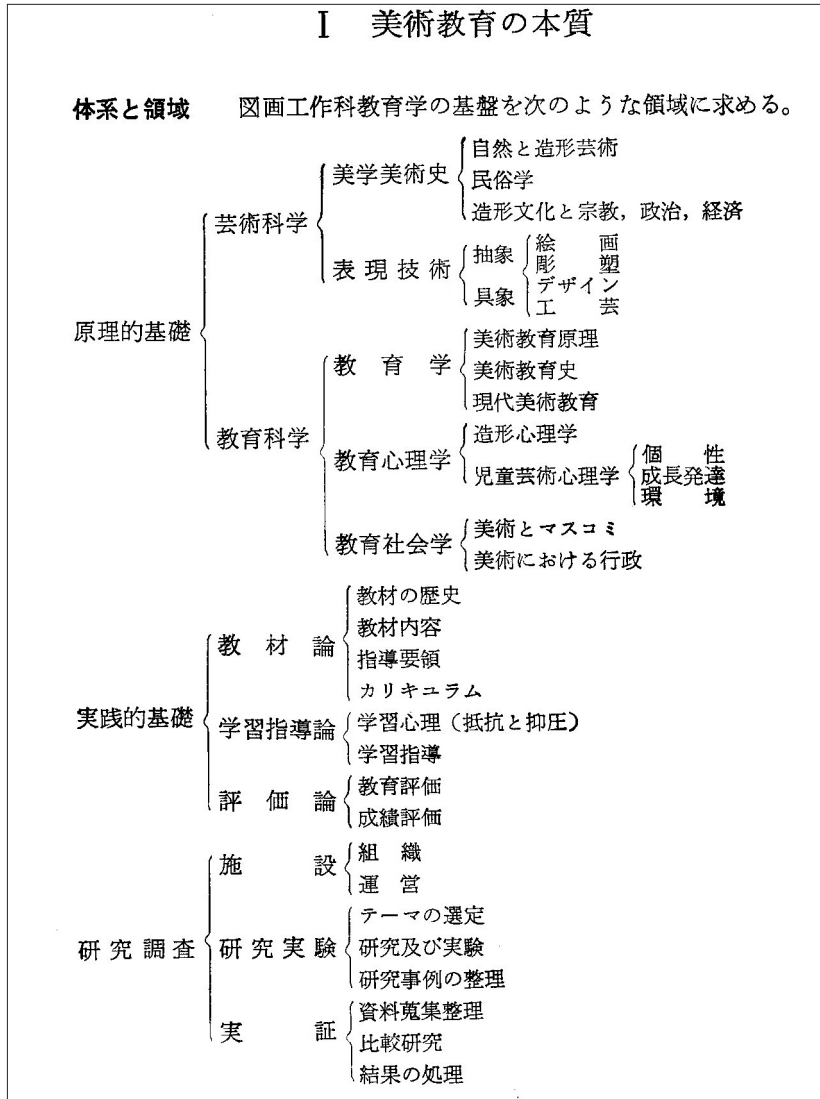 I 美術教育の本質
体系と領域 図画工作科教育学の基盤を次のような領域に求める。
原理的基礎
芸術科学
美学美術史
自然と造形芸術
民俗学
造形文化と宗教，政治，経済
表現技術
抽象
具象
絵画
彫塑
デザイン
工芸
教育科学
教育学
美術教育原理
美術教育史
現代美術教育
教育心理学
造形心理学
児童芸術心理学
個性
成長発達
環境
教育社会学
美術とマスコミ
美術における行政
実践的基礎
教材論
教材の歴史
教材内容
指導要領
カリキュラム
学習指導論
学習心理（抵抗と抑圧）
学習指導
評価論
教育評価
成績評価
研究調査
施設
組織
運営
研究実験
テーマの選定
研究及び実験
研究事例の整理
実証
資料蒐集整理
比較研究
結果の処理